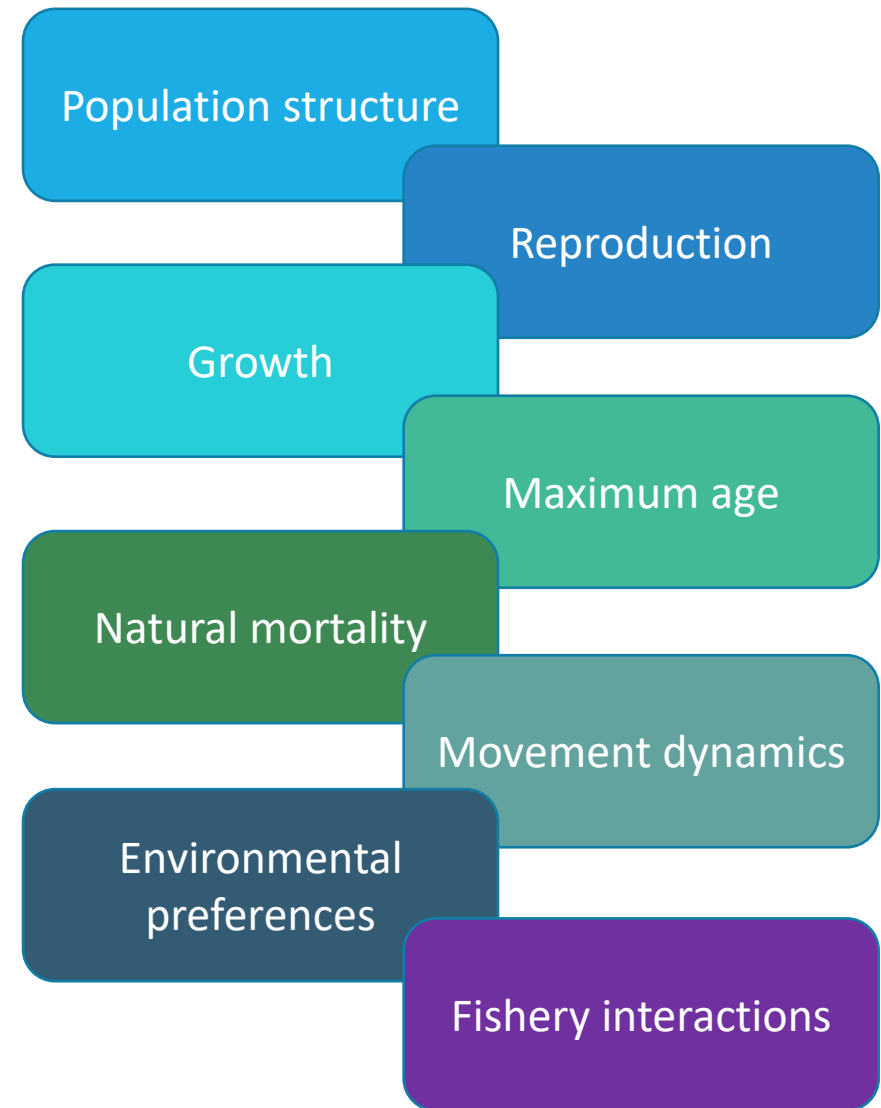 Population structure
Reproduction
Growth
Maximum age
Natural mortality
Movement dynamics
Environmental
preferences
Fishery interactions